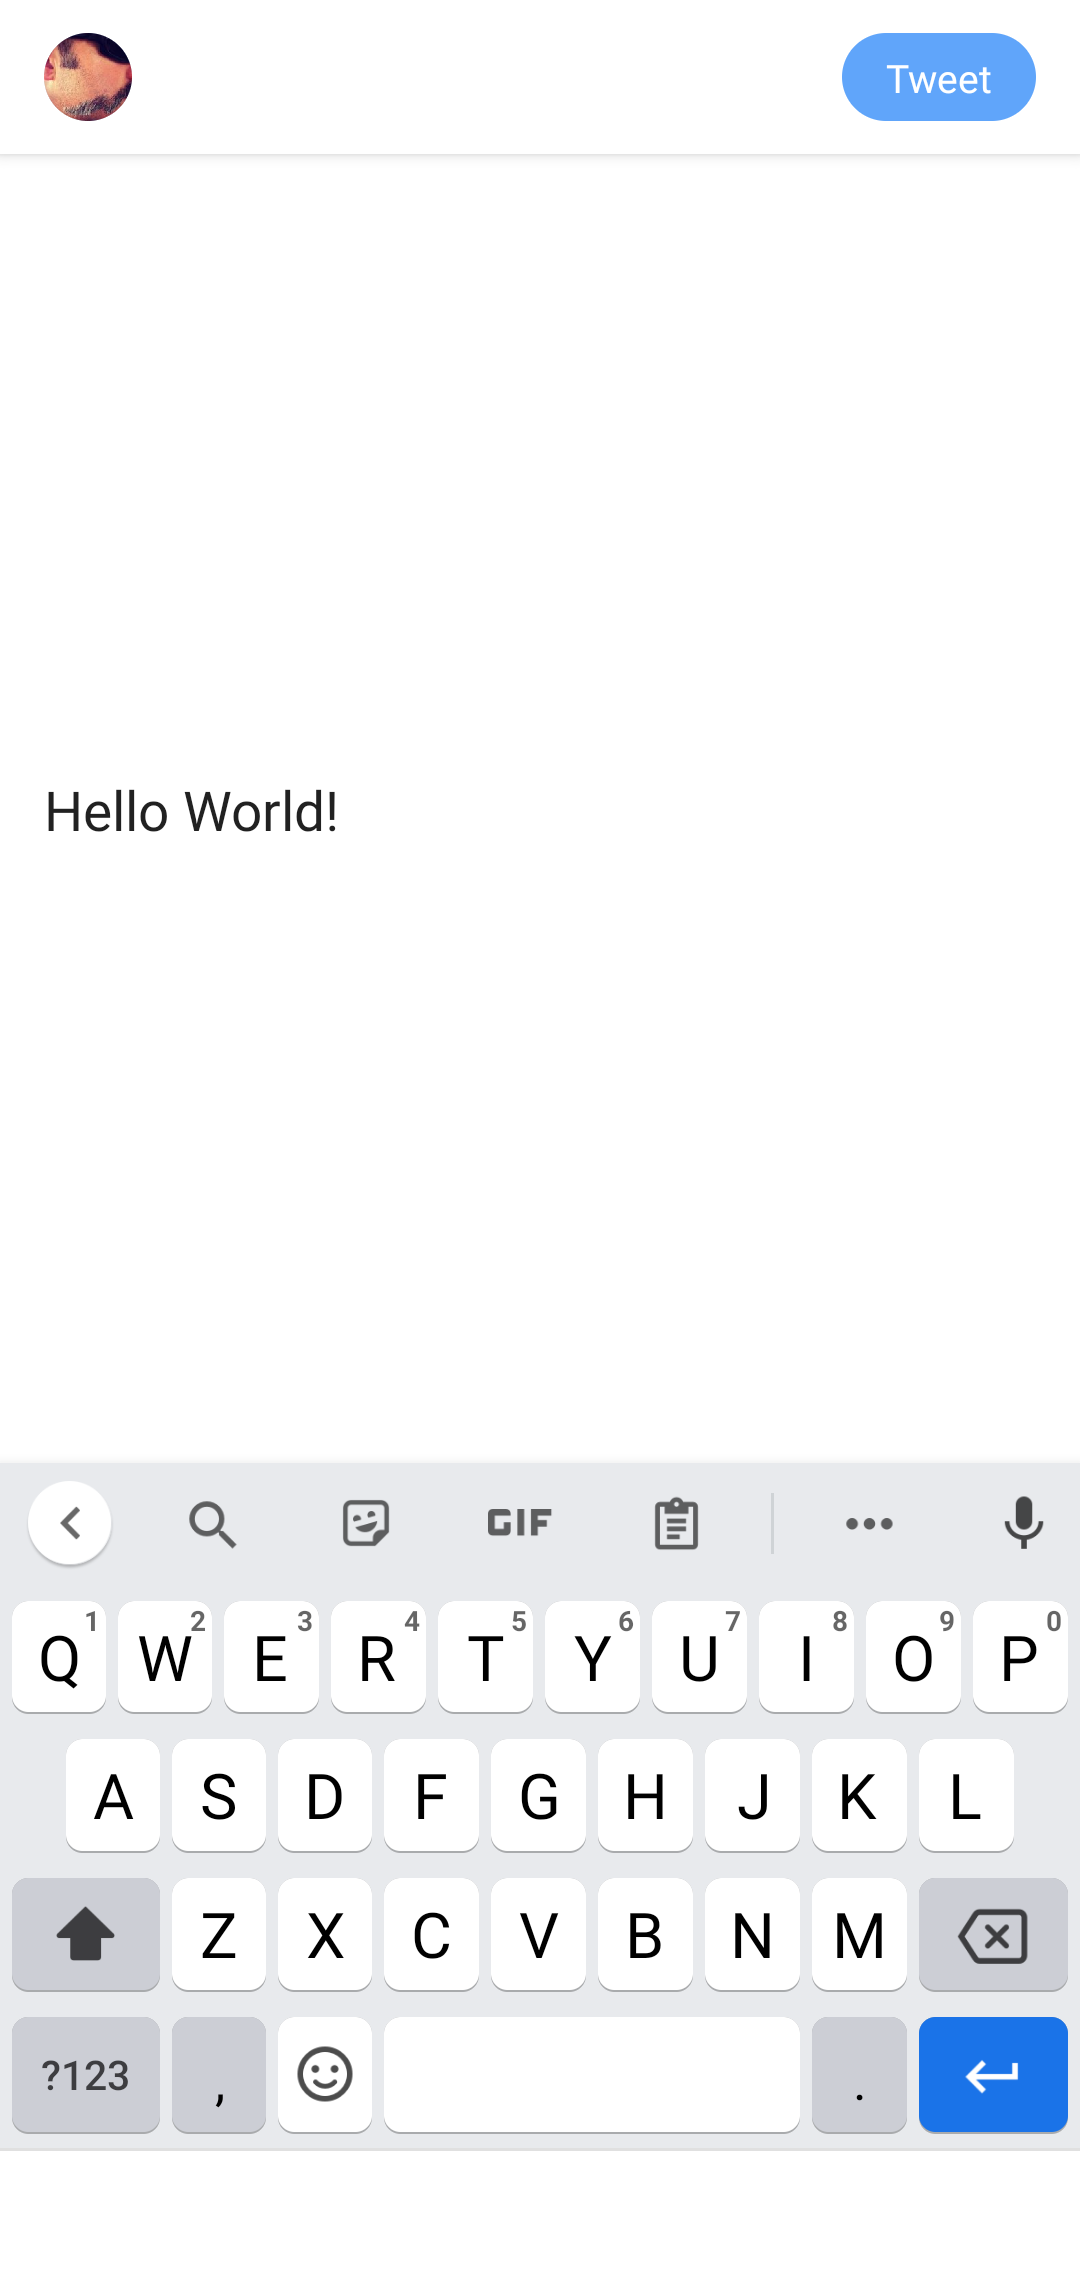 Tweet
Hello World!
GIF
1 2 3 4 5 6 7 8 9 0
Q W E R T Y U I O P
A S D F G H J K L
Z X C V B N M
?123 , .